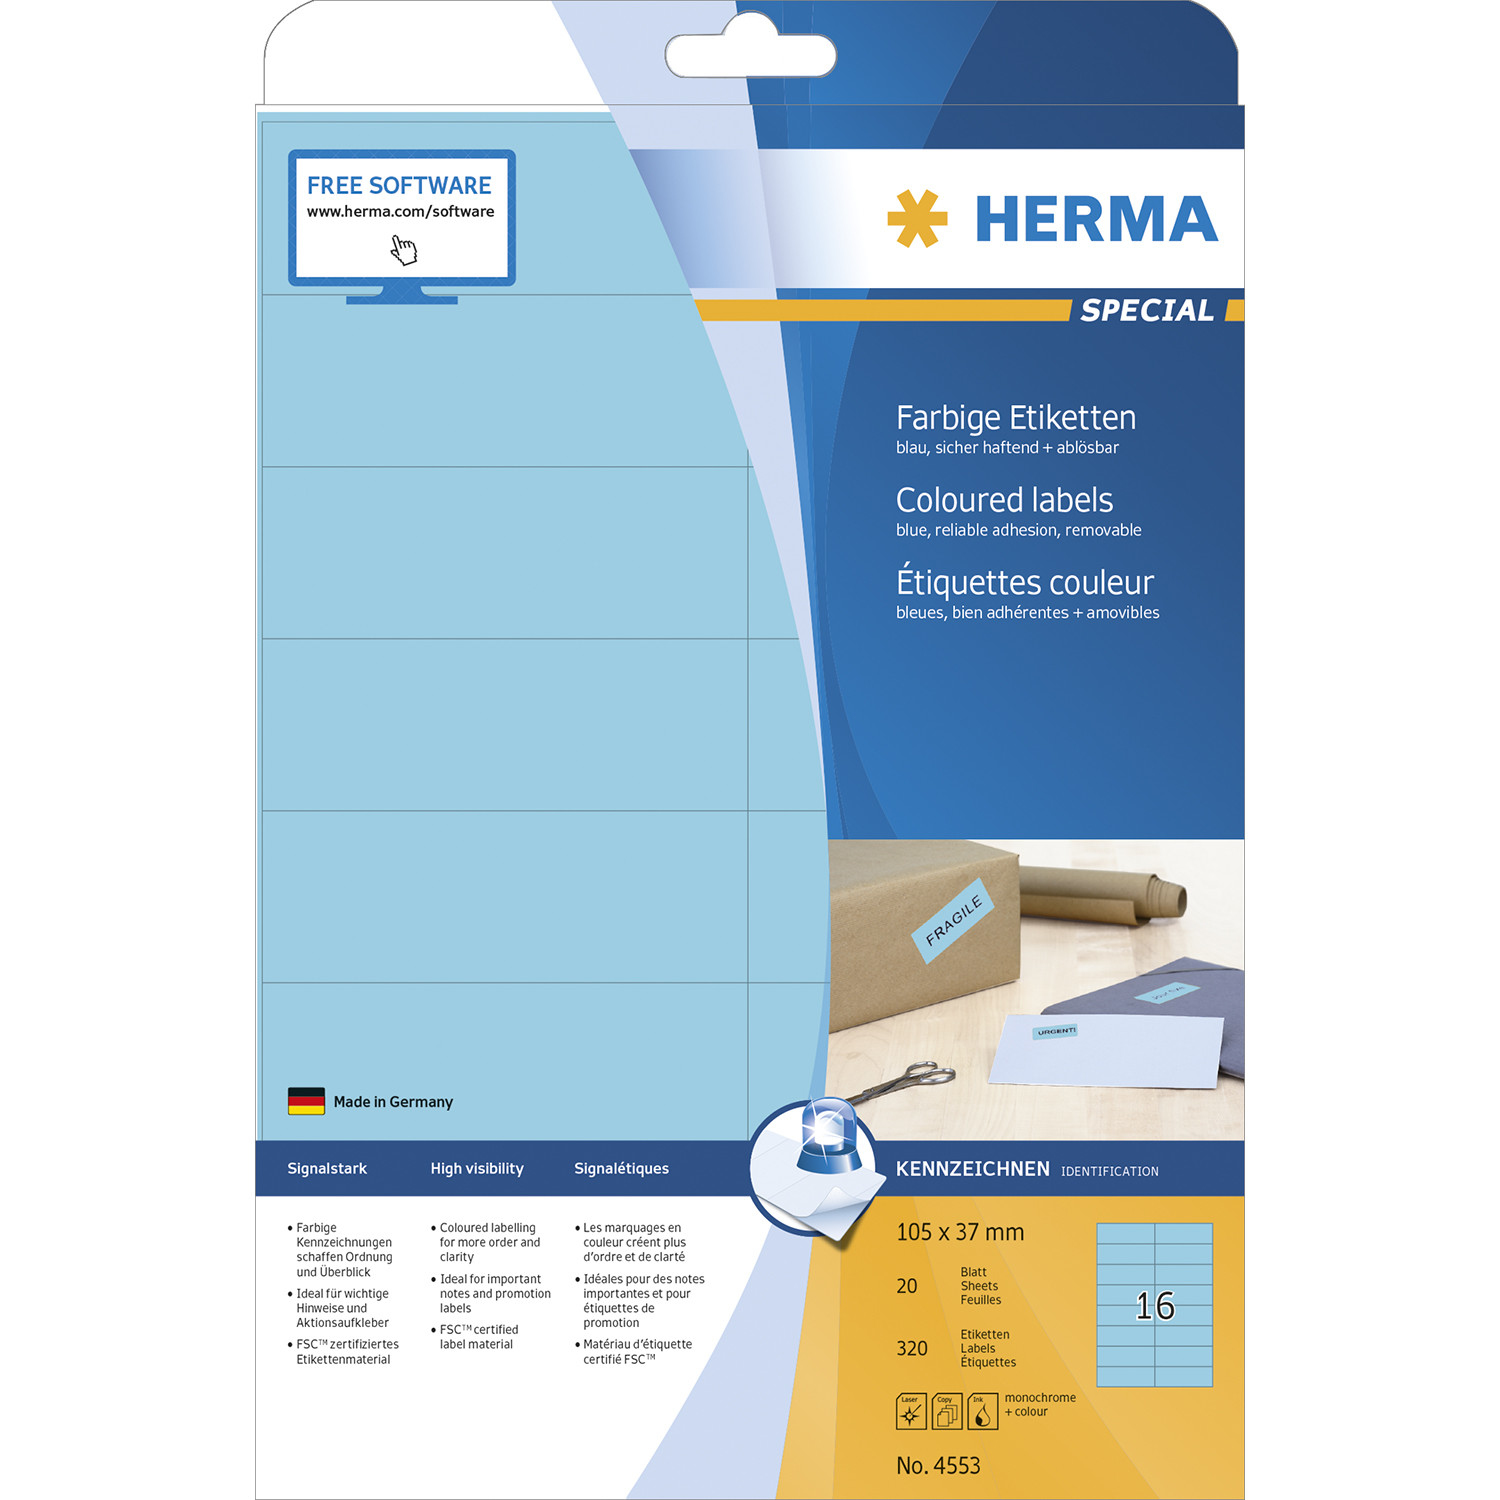 FREE SOFTWARE
www.herma.com/software
HERMA
SPECIAL
Farbige Etiketten
blau, sicher haftend + ablösbar
Coloured labels
blue, reliable adhesion, removable
Étiquettes couleur
bleues, bien adhérentes + amovibles
FRAGILE
URGENT!
Made in Germany
Signalstark
• Farbige
Kennzeichnungen
schaffen Ordnung
und Überblick
• Ideal für wichtige
Hinweise und
Aktionsaufkleber
• FSC™ zertifiziertes
Etikettenmaterial
High visibility
• Coloured labelling
for more order and
clarity
• Ideal for important
notes and promotion
labels
• FSC™ certified
label material
Signalétiques
• Les marquages en
couleur créent plus
d'ordre et de clarté
• Idéales pour des notes
importantes et pour
étiquettes de
promotion
• Matériau d'étiquette
certifié FSC™
KENNZEICHNEN IDENTIFICATION
105 x 37 mm
20
Blatt
Sheets
Feuilles
320
Etiketten
Labels
Étiquettes
16
Laser
Copy
Ink
monochrome
+ colour
No. 4553